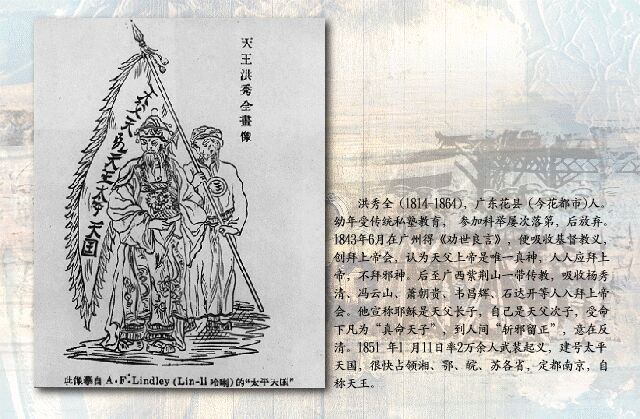 天王洪秀全畫像
天国
此像摹自 A.F.Lindley (Lin-li 呤唎) 的“太平天国”
洪秀全 (1814-1864)，广东花县 (今花都市)人。
幼年受传统私塾教育， 参加科举屡次落第，后放弃。
1843年6月在广州得《劝世良言》，便吸收基督教义，
创拜上帝会，认为天父上帝是唯一真神，人人应拜上
帝，不拜邪神。后至广西紫荆山一带传教，吸收杨秀
清、冯云山、萧朝贵、韦昌辉、石达开等人入拜上帝
会。他宣称耶稣是天父长子，自己是天父次子，受命
下凡为“真命天子”，到人间“斩邪留正”，意在反
清。1851 年1 月11日率2万余人武装起义，建号太平
天国，很快占领湘、鄂、皖、苏各省，定都南京，自
称天王。